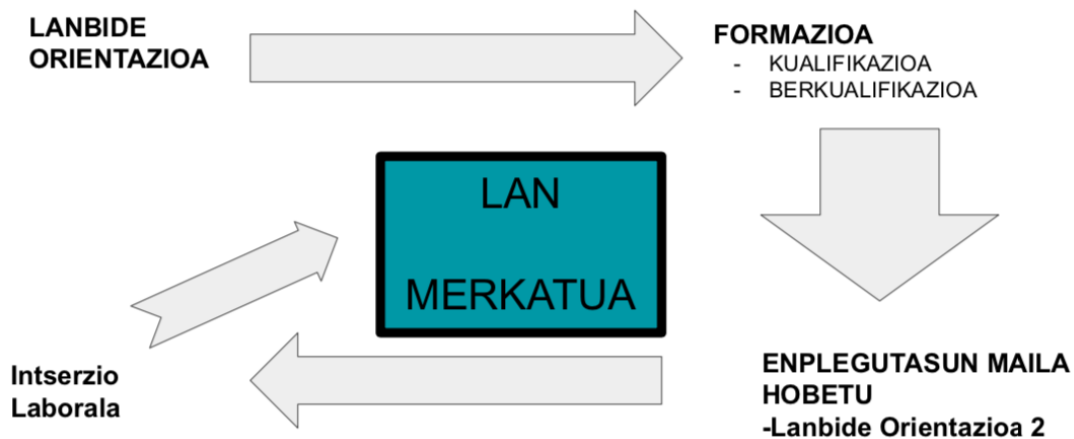 LANBIDE
ORIENTAZIOA
FORMAZIOA
- KUALIFIKAZIOA
- BERKUALIFIKAZIOA
LAN
MERKATUA
Intserzio
Laborala
ENPLEGUTASUN MAILA
HOBETU
-Lanbide Orientazioa 2